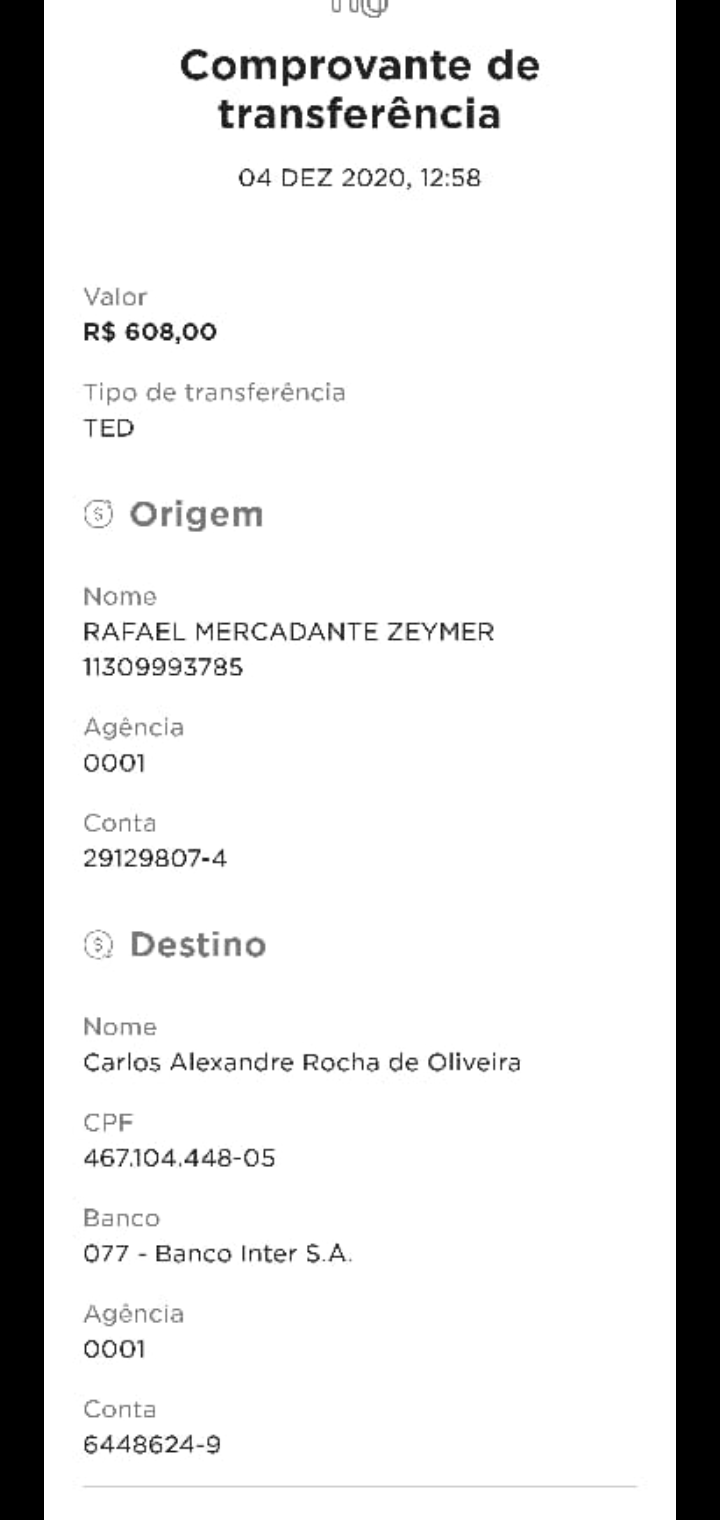 Comprovante de
transferência
04 DEZ 2020, 12:58
Valor
R$ 608,00
Tipo de transferência
TED
Origem
Nome
RAFAEL MERCADANTE ZEYMER
11309993785
Agência
0001
Conta
29129807-4
Destino
Nome
Carlos Alexandre Rocha de Oliveira
CPF
467.104.448-05
Banco
077 - Banco Inter S.A.
Agência
0001
Conta
6448624-9